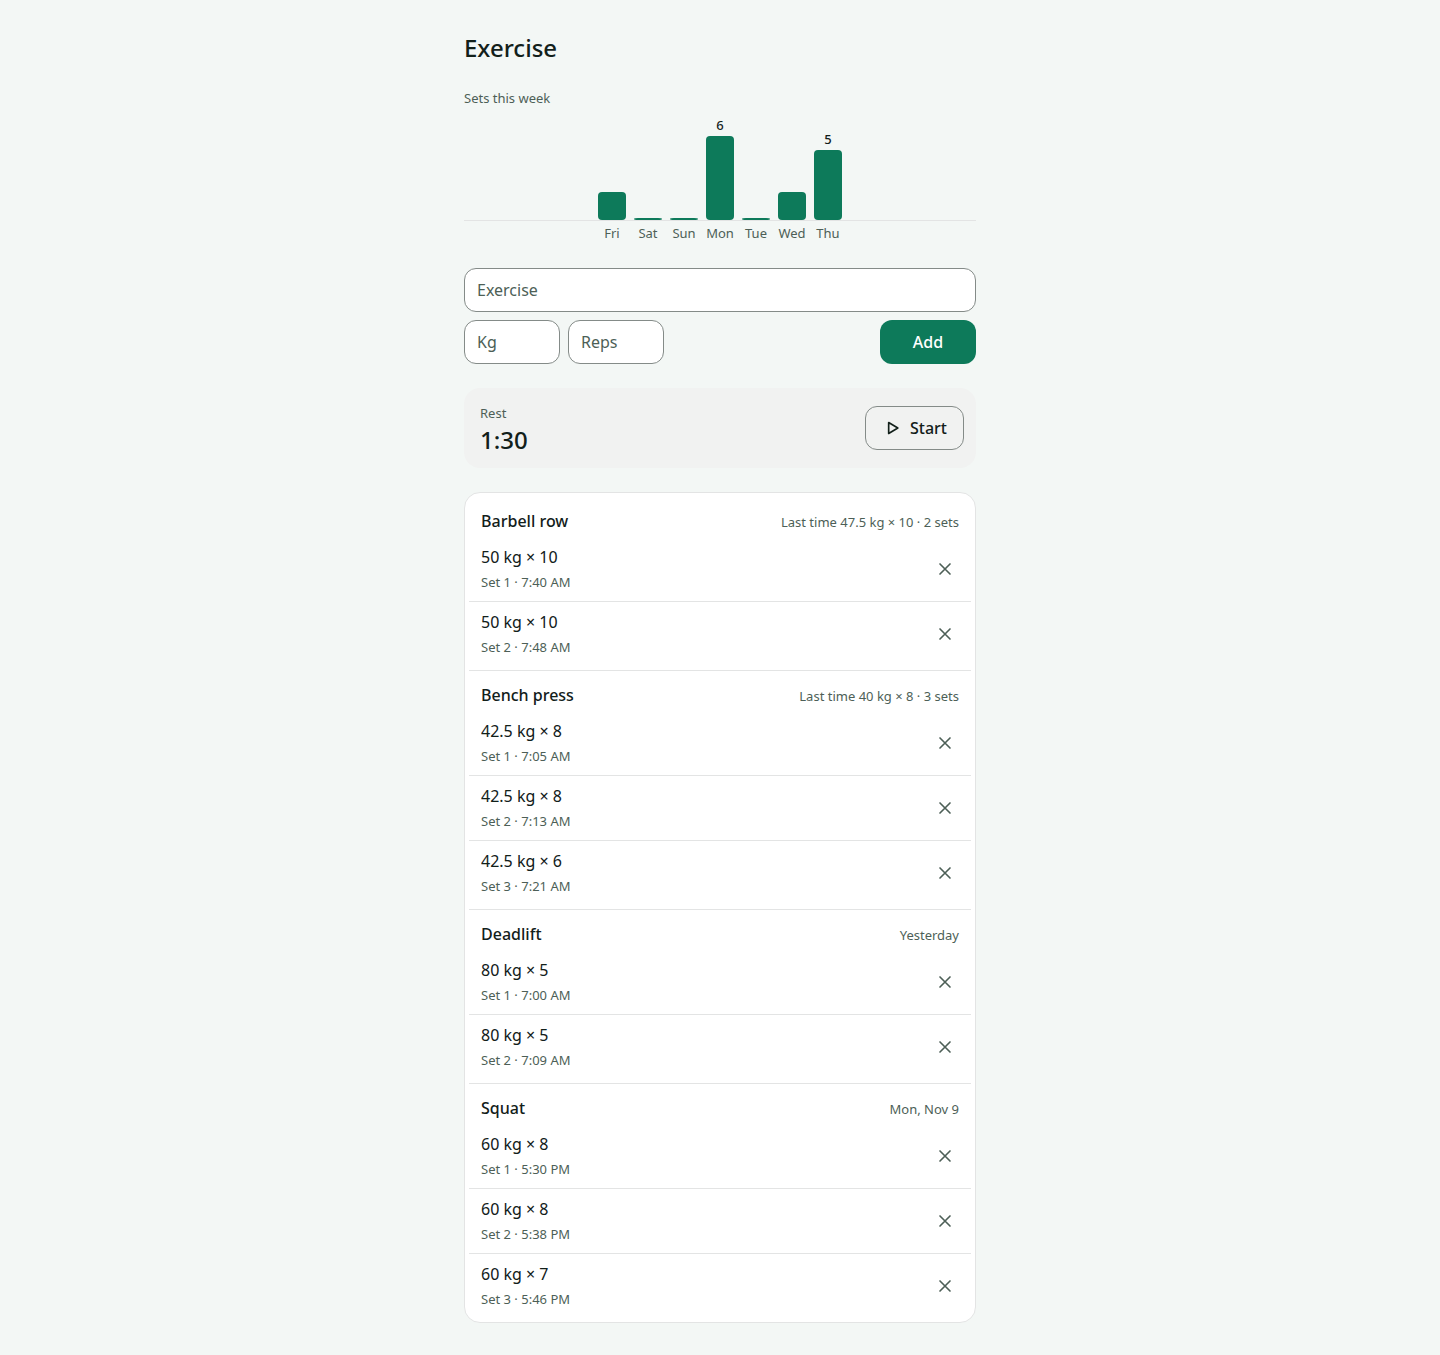 Exercise
Sets this week
6
5
Fri Sat Sun Mon Tue Wed Thu
Exercise
Kg Reps Add
Rest
1:30
Start
Barbell row Last time 47.5 kg × 10 · 2 sets
50 kg × 10
Set 1 · 7:40 AM
50 kg × 10
Set 2 · 7:48 AM
Bench press Last time 40 kg × 8 · 3 sets
42.5 kg × 8
Set 1 · 7:05 AM
42.5 kg × 8
Set 2 · 7:13 AM
42.5 kg × 6
Set 3 · 7:21 AM
Deadlift Yesterday
80 kg × 5
Set 1 · 7:00 AM
80 kg × 5
Set 2 · 7:09 AM
Squat Mon, Nov 9
60 kg × 8
Set 1 · 5:30 PM
60 kg × 8
Set 2 · 5:38 PM
60 kg × 7
Set 3 · 5:46 PM